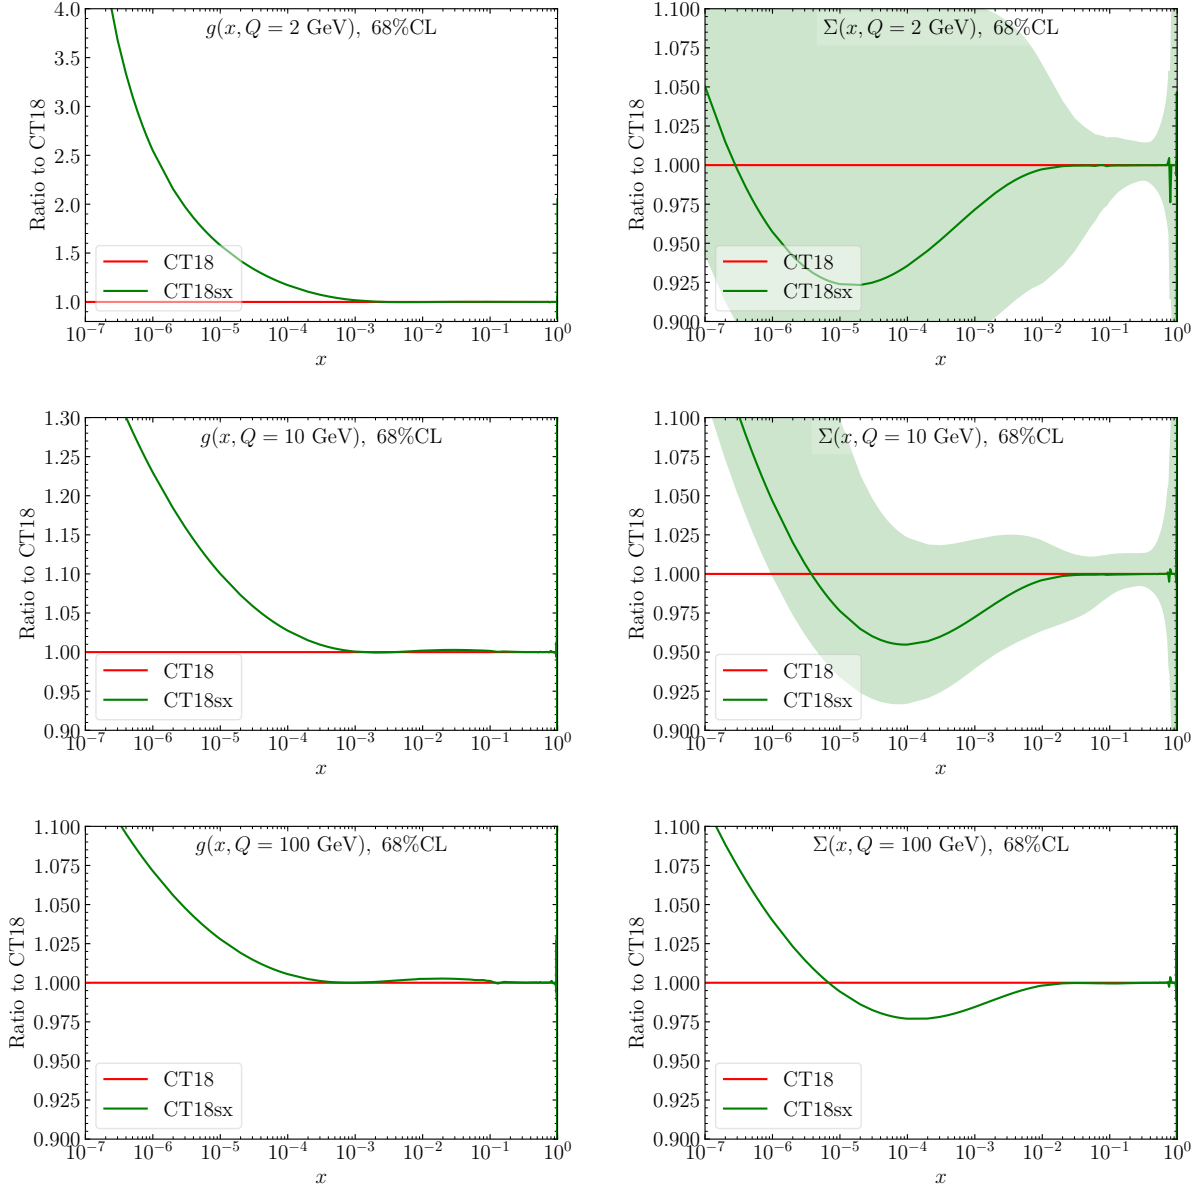 g(x, Q = 2 GeV), 68%CL
Ratio to CT18
4.0
3.5
3.0
2.5
2.0
1.5
1.0
CT18
CT18sx
10⁻⁷ 10⁻⁶ 10⁻⁵ 10⁻⁴ 10⁻³ 10⁻² 10⁻¹ 10⁰
x
Σ(x, Q = 2 GeV), 68%CL
Ratio to CT18
1.100
1.075
1.050
1.025
1.000
0.975
0.950
0.925
0.900
CT18
CT18sx
10⁻⁷ 10⁻⁶ 10⁻⁵ 10⁻⁴ 10⁻³ 10⁻² 10⁻¹ 10⁰
x
g(x, Q = 10 GeV), 68%CL
Ratio to CT18
1.30
1.25
1.20
1.15
1.10
1.05
1.00
0.95
0.90
CT18
CT18sx
10⁻⁷ 10⁻⁶ 10⁻⁵ 10⁻⁴ 10⁻³ 10⁻² 10⁻¹ 10⁰
x
Σ(x, Q = 10 GeV), 68%CL
Ratio to CT18
1.100
1.075
1.050
1.025
1.000
0.975
0.950
0.925
0.900
CT18
CT18sx
10⁻⁷ 10⁻⁶ 10⁻⁵ 10⁻⁴ 10⁻³ 10⁻² 10⁻¹ 10⁰
x
g(x, Q = 100 GeV), 68%CL
Ratio to CT18
1.100
1.075
1.050
1.025
1.000
0.975
0.950
0.925
0.900
CT18
CT18sx
10⁻⁷ 10⁻⁶ 10⁻⁵ 10⁻⁴ 10⁻³ 10⁻² 10⁻¹ 10⁰
x
Σ(x, Q = 100 GeV), 68%CL
Ratio to CT18
1.100
1.075
1.050
1.025
1.000
0.975
0.950
0.925
0.900
CT18
CT18sx
10⁻⁷ 10⁻⁶ 10⁻⁵ 10⁻⁴ 10⁻³ 10⁻² 10⁻¹ 10⁰
x